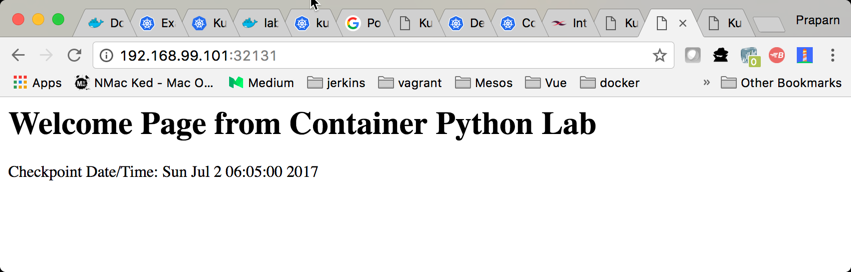 Do Ex Ku lab ku Po Ku De Co Int Ku Ku Praparn
192.168.99.101:32131
Apps NMac Ked - Mac O... Medium jerkins vagrant Mesos Vue docker » Other Bookmarks
Welcome Page from Container Python Lab
Checkpoint Date/Time: Sun Jul 2 06:05:00 2017